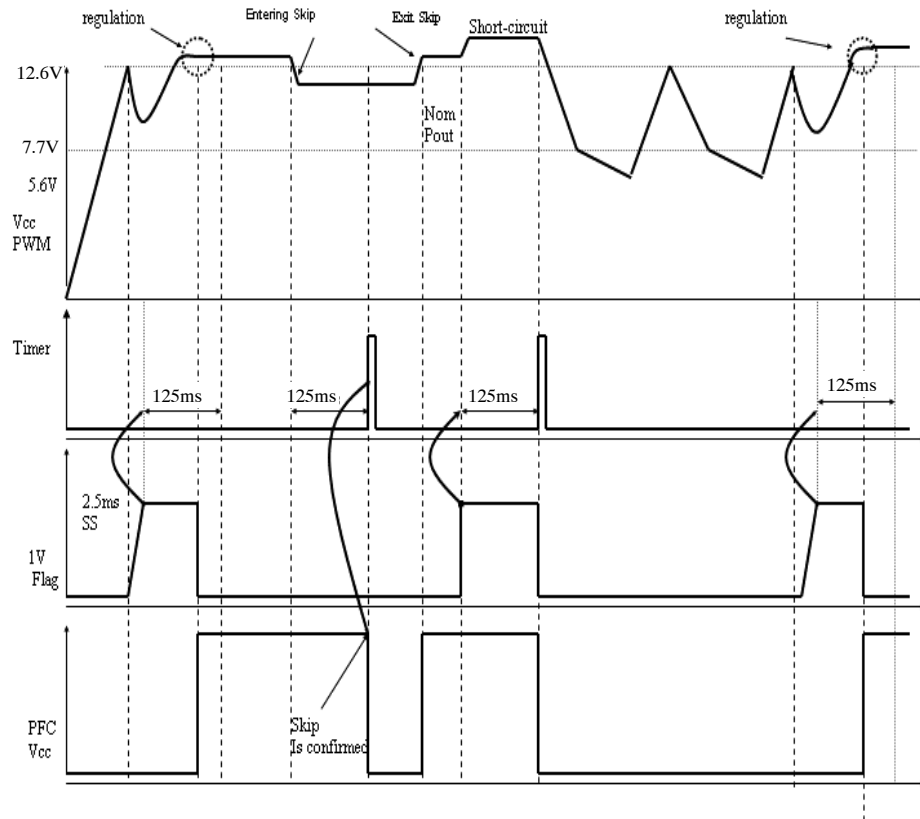 regulation
Entering Skip
Exit Skip
Short-circuit
regulation
12.6V
Nom
Pout
7.7V
5.6V
Vcc
PWM
Timer
125ms
125ms
125ms
125ms
2.5ms
SS
1V
Flag
PFC
Vcc
Skip
Is confirmed